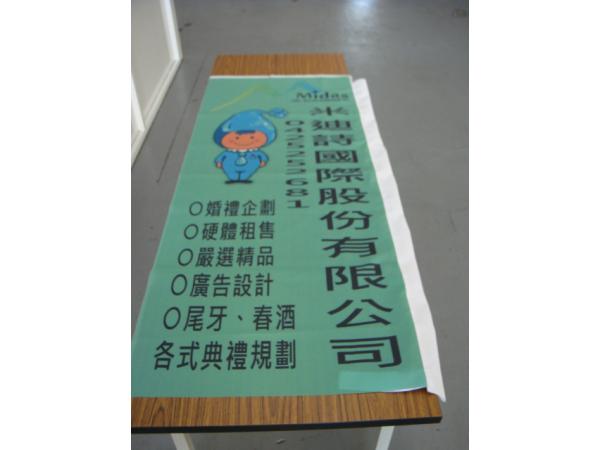 Midas
米迪詩國際股份有限公司
0425252681
○婚禮企劃
○硬體租售
○嚴選精品
○廣告設計
○尾牙、春酒
各式典禮規劃